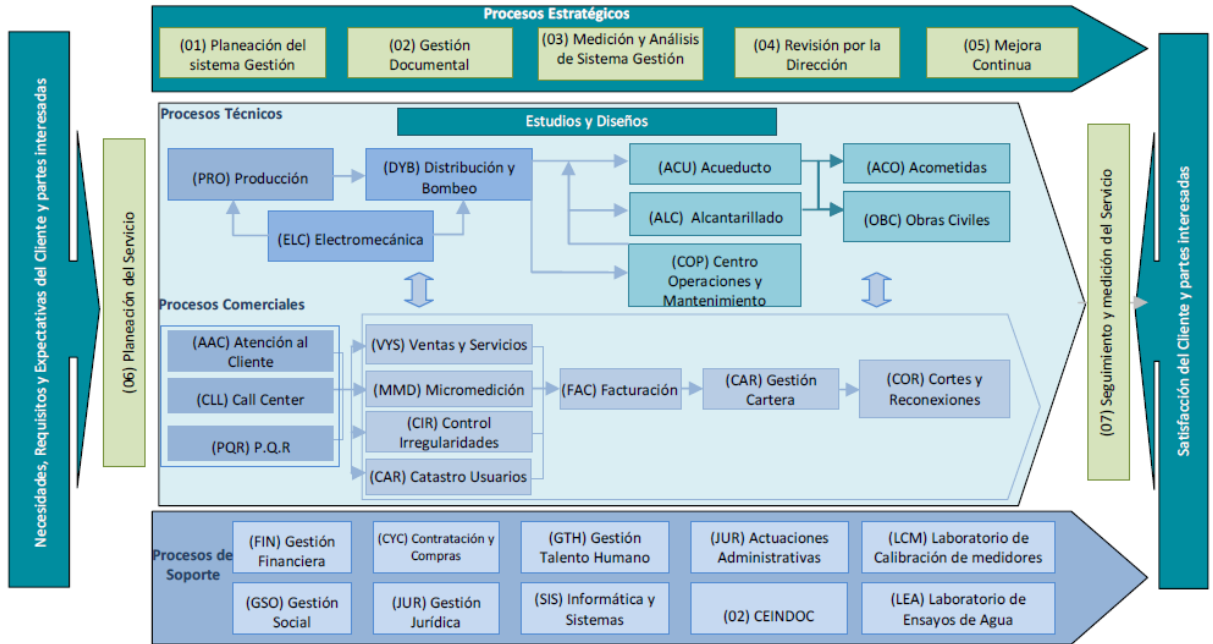 Procesos Estratégicos
(01) Planeación del
sistema Gestión
(02) Gestión
Documental
(03) Medición y Análisis
de Sistema Gestión
(04) Revisión por la
Dirección
(05) Mejora
Continua
Necesidades, Requisitos y Expectativas del Cliente y partes interesadas
(06) Planeación del Servicio
Procesos Técnicos
Estudios y Diseños
(PRO) Producción
(DYB) Distribución y
Bombeo
(ELC) Electromecánica
(ACU) Acueducto
(ALC) Alcantarillado
(COP) Centro
Operaciones y
Mantenimiento
(ACO) Acometidas
(OBC) Obras Civiles
Procesos Comerciales
(AAC) Atención al
Cliente
(CLL) Call Center
(PQR) P.Q.R
(VYS) Ventas y Servicios
(MMD) Micromedición
(CIR) Control
Irregularidades
(CAR) Catastro Usuarios
(FAC) Facturación
(CAR) Gestión
Cartera
(COR) Cortes y
Reconexiones
(07) Seguimiento y medición del Servicio
Satisfacción del Cliente y partes interesadas
Procesos de
Soporte
(FIN) Gestión
Financiera
(CYC) Contratación y
Compras
(GTH) Gestión
Talento Humano
(JUR) Actuaciones
Administrativas
(LCM) Laboratorio de
Calibración de medidores
(GSO) Gestión
Social
(JUR) Gestión
Jurídica
(SIS) Informática y
Sistemas
(02) CEINDOC
(LEA) Laboratorio de
Ensayos de Agua